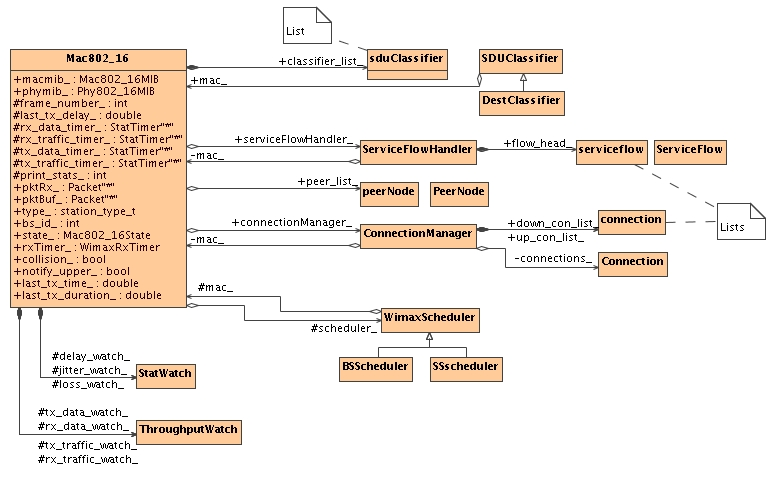 List
Mac802_16
+macmib_ : Mac802_16MIB
+phymib_ : Phy802_16MIB
#frame_number_ : int
#last_tx_delay_ : double
#rx_data_timer_ : StatTimer"*"
#rx_traffic_timer_ : StatTimer"*"
#tx_data_timer_ : StatTimer"*"
#tx_traffic_timer_ : StatTimer"*"
#print_stats_ : int
+pktRx_ : Packet"*"
+pktBuf_ : Packet"*"
+type_ : station_type_t
+bs_id_ : int
+state_ : Mac802_16State
+rxTimer_ : WimaxRxTimer
+collision_ : bool
+notify_upper_ : bool
+last_tx_time_ : double
+last_tx_duration_ : double
+classifier_list_
sduClassifier
SDUClassifier
+mac_
DestClassifier
+serviceFlowHandler_
-mac_
ServiceFlowHandler
+flow_head_
serviceflow
ServiceFlow
+peer_list_
peerNode
PeerNode
+connectionManager_
-mac_
ConnectionManager
+down_con_list_
+up_con_list_
connection
Lists
-connections_
Connection
#mac_
#scheduler_
WimaxScheduler
BSScheduler
SSscheduler
#delay_watch_
#jitter_watch_
#loss_watch_
StatWatch
#tx_data_watch_
#rx_data_watch_
#tx_traffic_watch_
#rx_traffic_watch_
ThroughputWatch